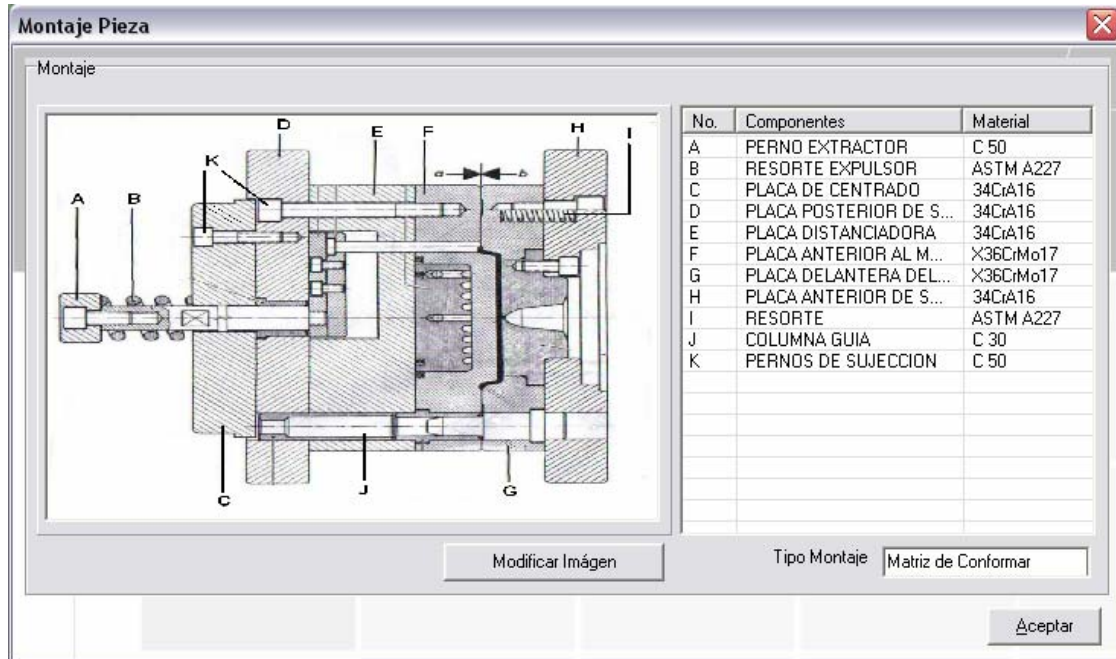 Montaje Pieza
Montaje
D
E
F
H
I
K
a
b
A
B
C
J
G
No. Componentes Material
A PERNO EXTRACTOR C 50
B RESORTE EXPULSOR ASTM A227
C PLACA DE CENTRADO 34CrA16
D PLACA POSTERIOR DE S... 34CrA16
E PLACA DISTANCIADORA 34CrA16
F PLACA ANTERIOR AL M... X36CrMo17
G PLACA DELANTERA DEL... X36CrMo17
H PLACA ANTERIOR DE S... 34CrA16
I RESORTE ASTM A227
J COLUMNA GUIA C 30
K PERNOS DE SUJECCION C 50
Modificar Imágen
Tipo Montaje Matriz de Conformar
Aceptar